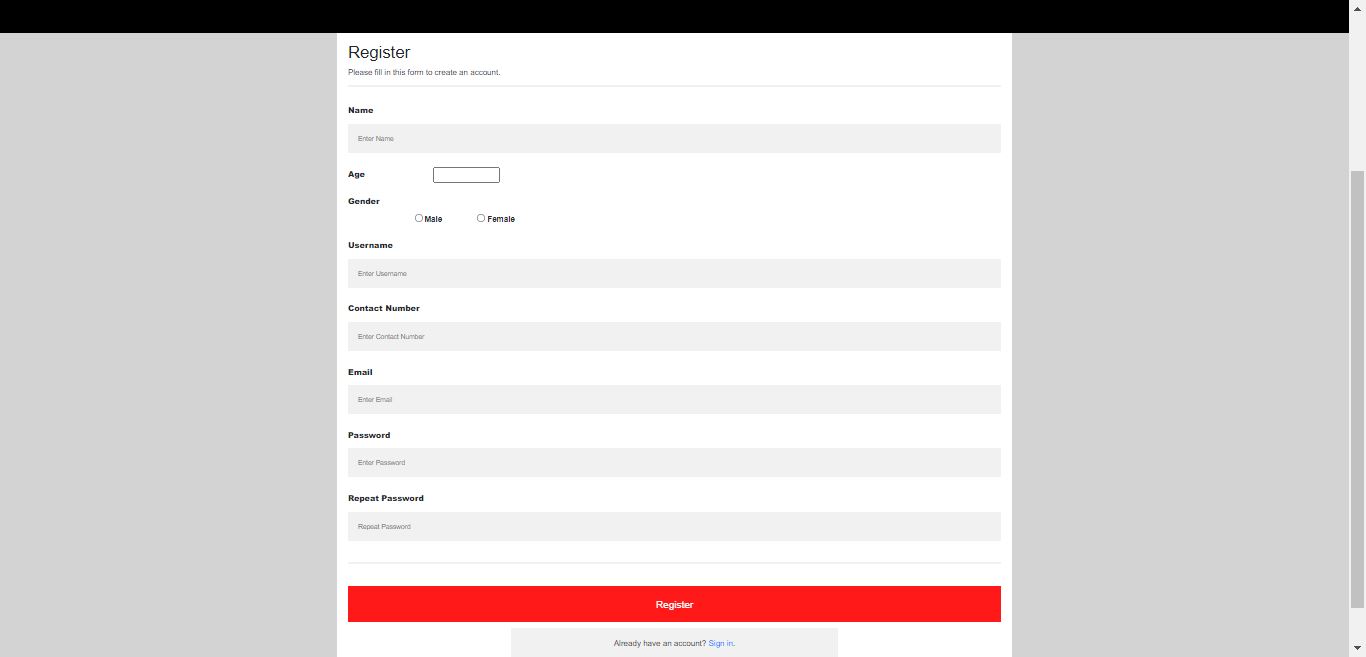 Register
Please fill in this form to create an account.
Name
Enter Name
Age
Gender
Male Female
Username
Enter Username
Contact Number
Enter Contact Number
Email
Enter Email
Password
Enter Password
Repeat Password
Repeat Password
Register
Already have an account? Sign in.